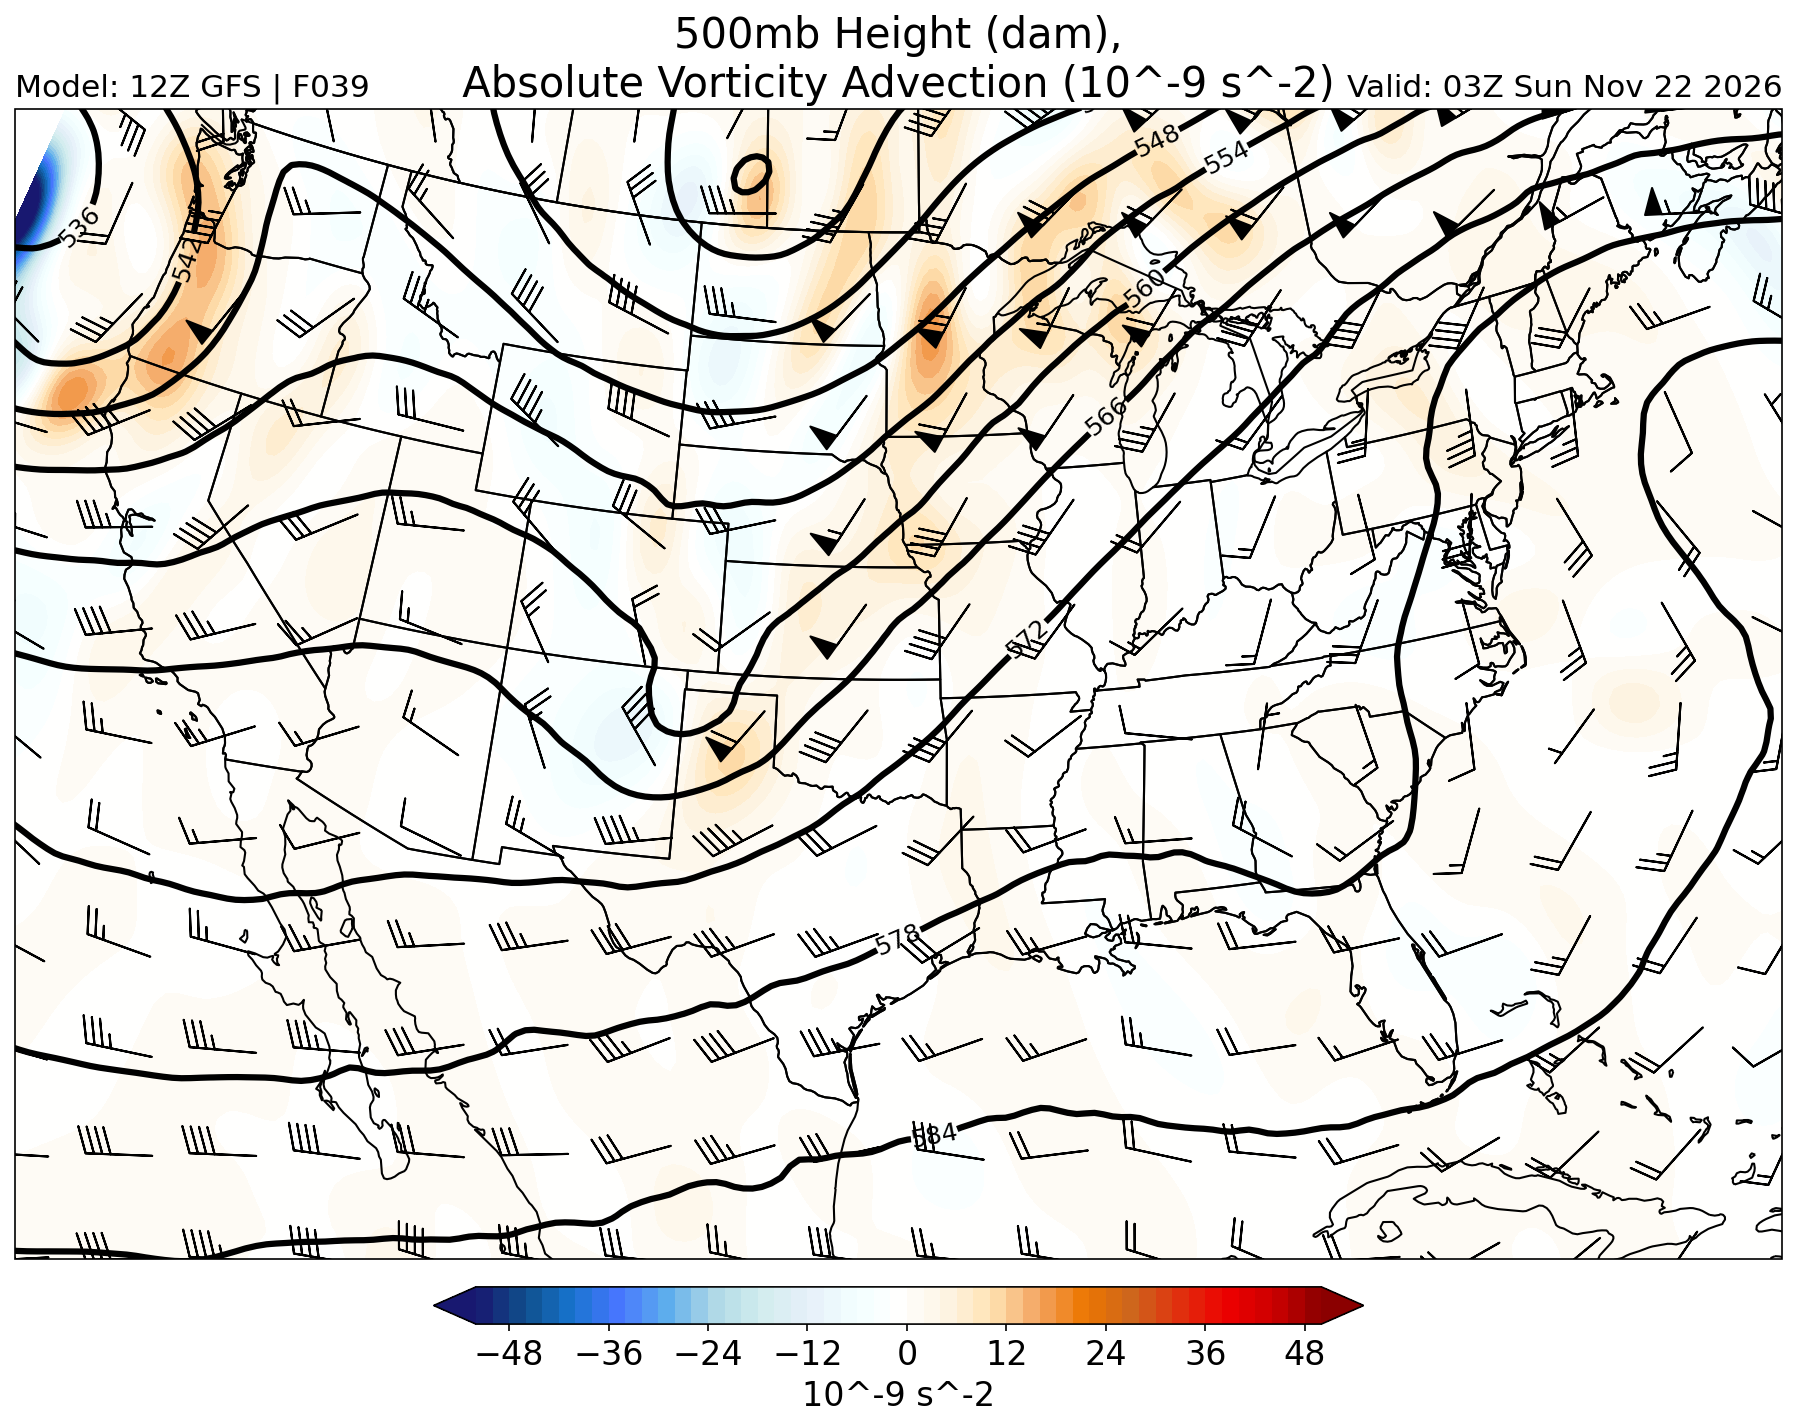 500mb Height (dam),
Model: 12Z GFS | F039
Absolute Vorticity Advection (10^-9 s^-2)
Valid: 03Z Sun Nov 22 2026
548
554
536
542
560
566
572
578
584
−48 −36 −24 −12 0 12 24 36 48
10^-9 s^-2